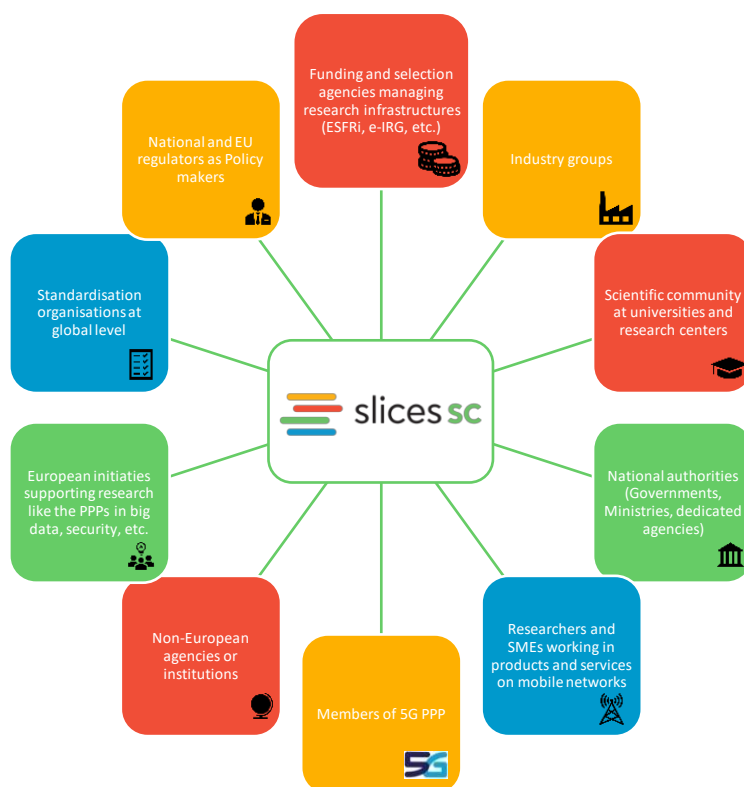 Funding and selection
agencies managing
research infrastructures
(ESFRi, e-IRG, etc.)
Industry groups
Scientific community
at universities and
research centers
National authorities
(Governments,
Ministries, dedicated
agencies)
Researchers and
SMEs working in
products and services
on mobile networks
Members of 5G PPP
5G
Non-European
agencies or
institutions
European initiaties
supporting research
like the PPPs in big
data, security, etc.
Standardisation
organisations at
global level
National and EU
regulators as Policy
makers
slices sc